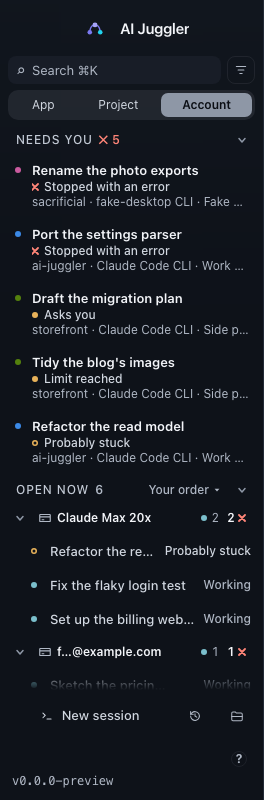 AI Juggler
Search ⌘K
App Project Account
NEEDS YOU 5
Rename the photo exports
Stopped with an error
sacrificial · fake-desktop CLI · Fake ...
Port the settings parser
Stopped with an error
ai-juggler · Claude Code CLI · Work ...
Draft the migration plan
Asks you
storefront · Claude Code CLI · Side p...
Tidy the blog's images
Limit reached
storefront · Claude Code CLI · Side p...
Refactor the read model
Probably stuck
ai-juggler · Claude Code CLI · Work ...
OPEN NOW 6 Your order
Claude Max 20x 2 2
Refactor the re... Probably stuck
Fix the flaky login test Working
Set up the billing web... Working
f...@example.com 1 1
Sketch the pricin... Working
New session
?
v0.0.0-preview